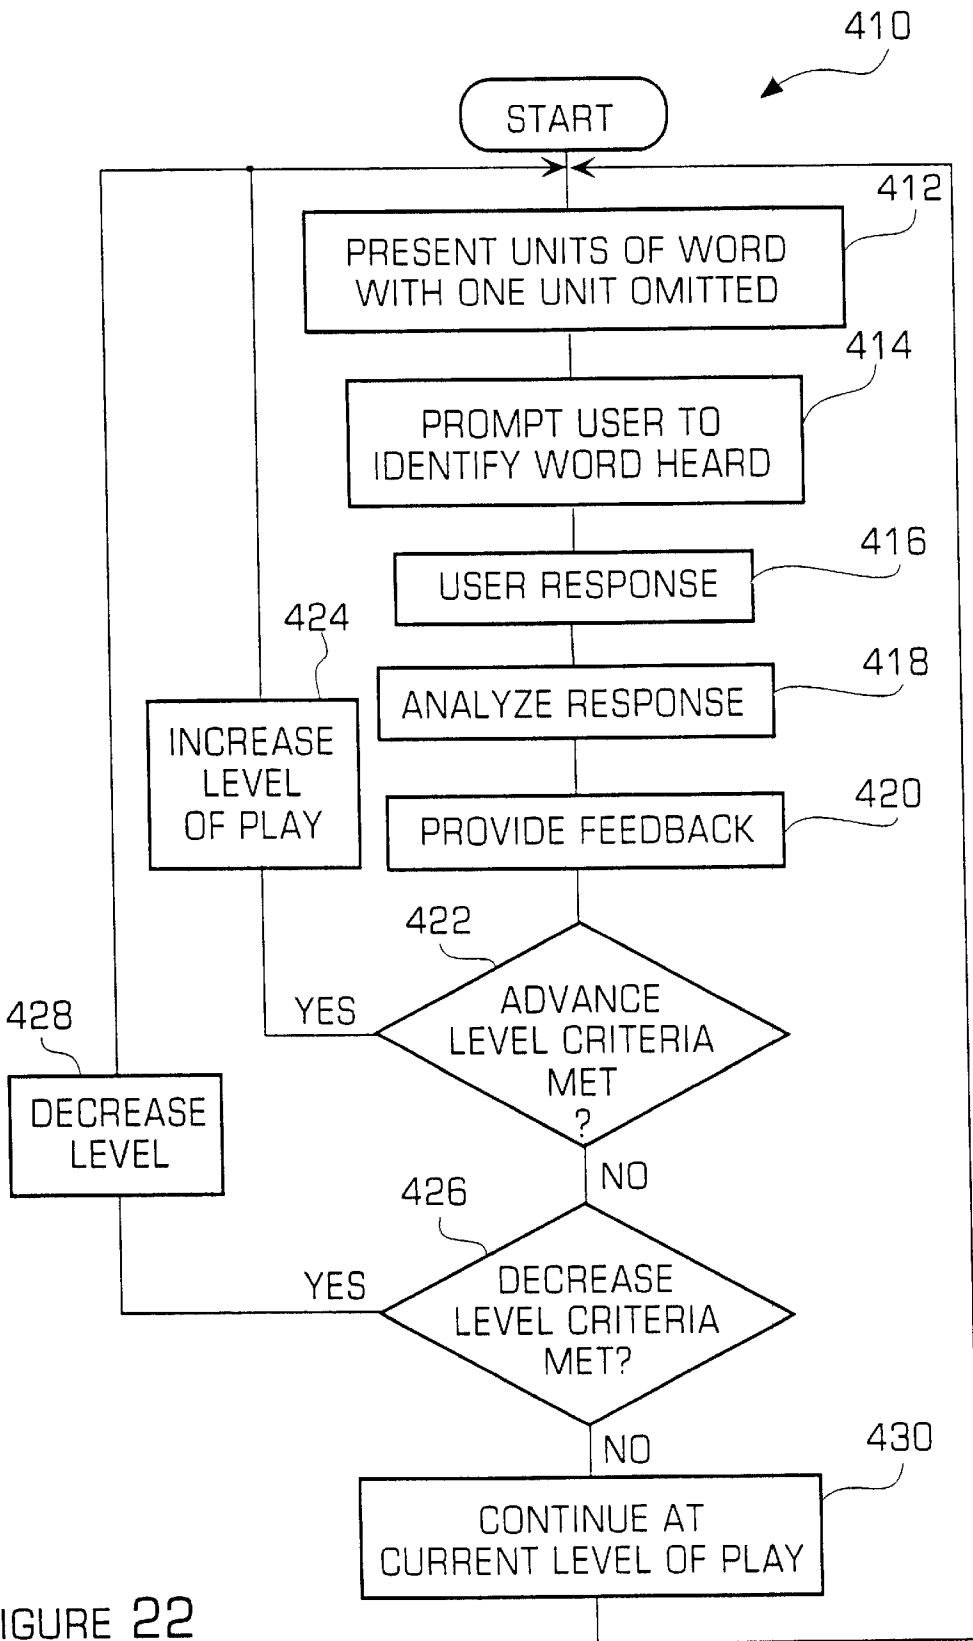 410
START
412
PRESENT UNITS OF WORD
WITH ONE UNIT OMITTED
414
PROMPT USER TO
IDENTIFY WORD HEARD
416
USER RESPONSE
424
418
ANALYZE RESPONSE
INCREASE
LEVEL
OF PLAY
420
PROVIDE FEEDBACK
422
ADVANCE
LEVEL CRITERIA
MET
?
YES
428
DECREASE
LEVEL
NO
426
YES
DECREASE
LEVEL CRITERIA
MET?
NO
430
CONTINUE AT
CURRENT LEVEL OF PLAY
IGURE 22